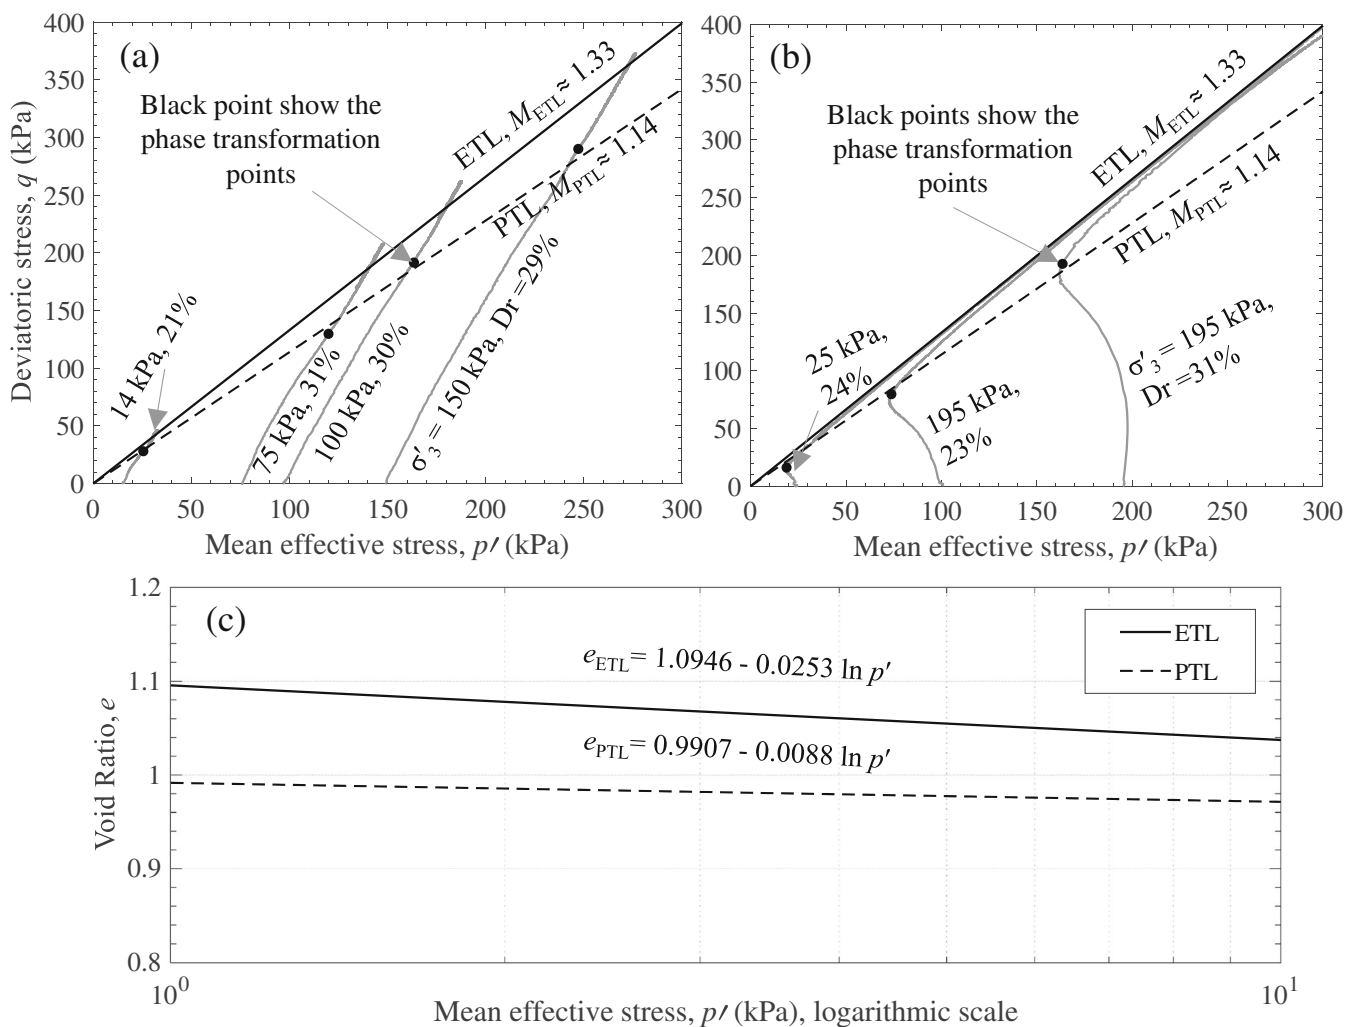 (a)
Black point show the
phase transformation
points
ETL, M_ETL ≈ 1.33
PTL, M_PTL ≈ 1.14
14 kPa, 21%
75 kPa, 31%
100 kPa, 30%
σ′3 = 150 kPa, Dr =29%
400
350
300
250
200
150
100
50
0
Deviatoric stress, q (kPa)
0 50 100 150 200 250 300
Mean effective stress, p′ (kPa)
(b)
Black points show the
phase transformation
points
ETL, M_ETL ≈ 1.33
PTL, M_PTL ≈ 1.14
25 kPa,
24%
195 kPa,
23%
σ′3 = 195 kPa,
Dr =31%
400
350
300
250
200
150
100
50
0
0 50 100 150 200 250 300
Mean effective stress, p′ (kPa)
(c)
e_ETL= 1.0946 - 0.0253 ln p′
e_PTL= 0.9907 - 0.0088 ln p′
ETL
PTL
1.2
1.1
1
0.9
0.8
Void Ratio, e
10^0 10^1
Mean effective stress, p′ (kPa), logarithmic scale